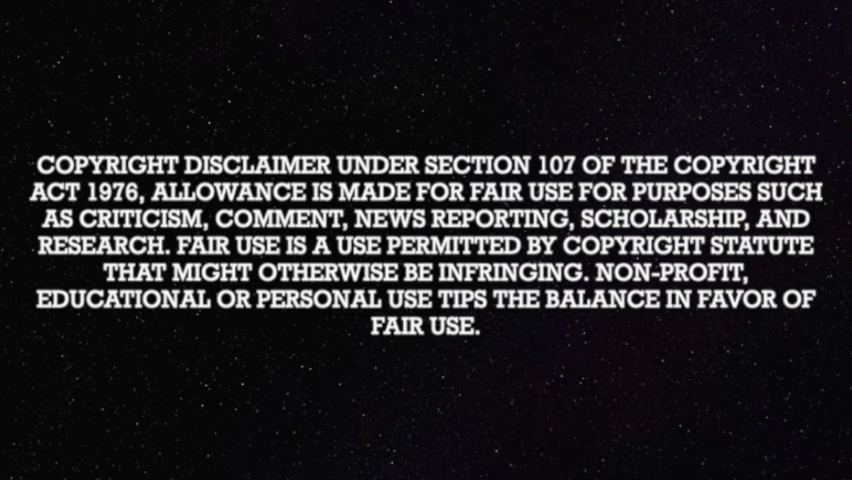 COPYRIGHT DISCLAIMER UNDER SECTION 107 OF THE COPYRIGHT
ACT 1976, ALLOWANCE IS MADE FOR FAIR USE FOR PURPOSES SUCH
AS CRITICISM, COMMENT, NEWS REPORTING, SCHOLARSHIP, AND
RESEARCH. FAIR USE IS A USE PERMITTED BY COPYRIGHT STATUTE
THAT MIGHT OTHERWISE BE INFRINGING. NON-PROFIT,
EDUCATIONAL OR PERSONAL USE TIPS THE BALANCE IN FAVOR OF
FAIR USE.